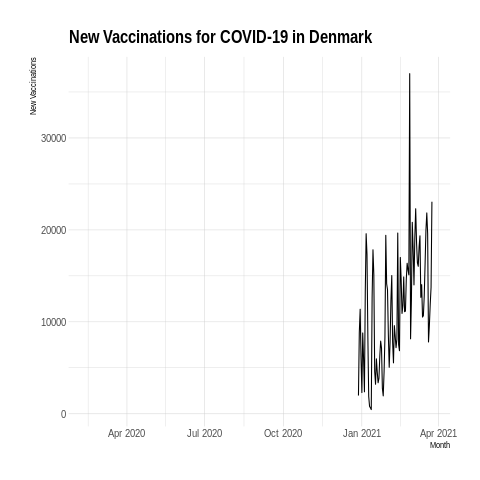 New Vaccinations for COVID-19 in Denmark
New Vaccinations
30000
20000
10000
0
Apr 2020 Jul 2020 Oct 2020 Jan 2021 Apr 2021
Month